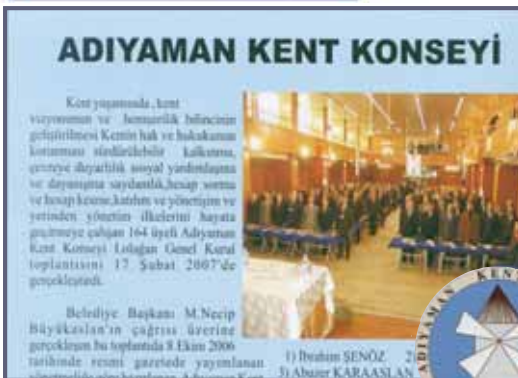 ADIYAMAN KENT KONSEYİ
Kent yaşamında, kent
vizyonunun ve hemşerilik bilincinin
geliştirilmesi Kentin hak ve hukukunun
korunması sürdürülebilir kalkınma,
çevreye duyarlılık sosyal yardımlaşma
ve dayanışma saydamlık,hesap sorma
ve hesap verme,katılım ve yönetişim ve
yerinden yönetim ilkelerini hayata
geçirmeye çalışan 164 üyeli Adıyaman
Kent Konseyi Genel Kurul
toplantısını 17 Şubat 2007'de
gerçekleştirdi.
Belediye Başkanı M.Necip
Büyükaslan'ın çağrısı üzerine
gerçekleşen bu toplantıda 8 Ekim 2006
tarihinde resmi gazetede yayımlanan
1) İbrahim ŞENÖZ 2)
3) Abuzer KARAASLAN
ADIYAMAN KENT